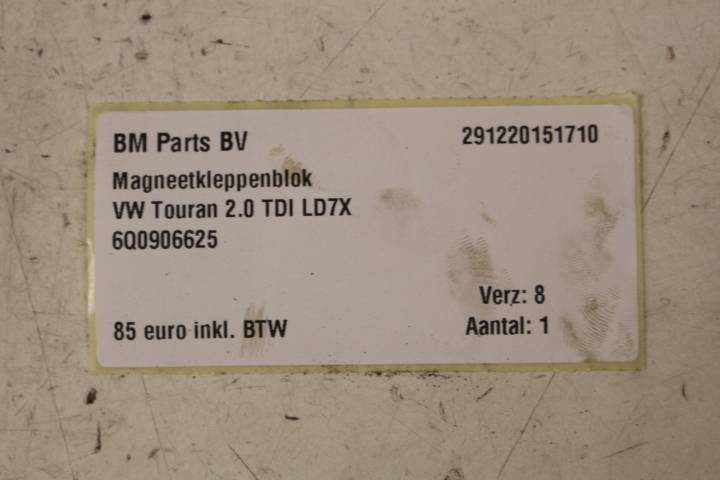 BM Parts BV 291220151710
Magneetkleppenblok
VW Touran 2.0 TDI LD7X
6Q0906625
Verz: 8
85 euro inkl. BTW Aantal: 1